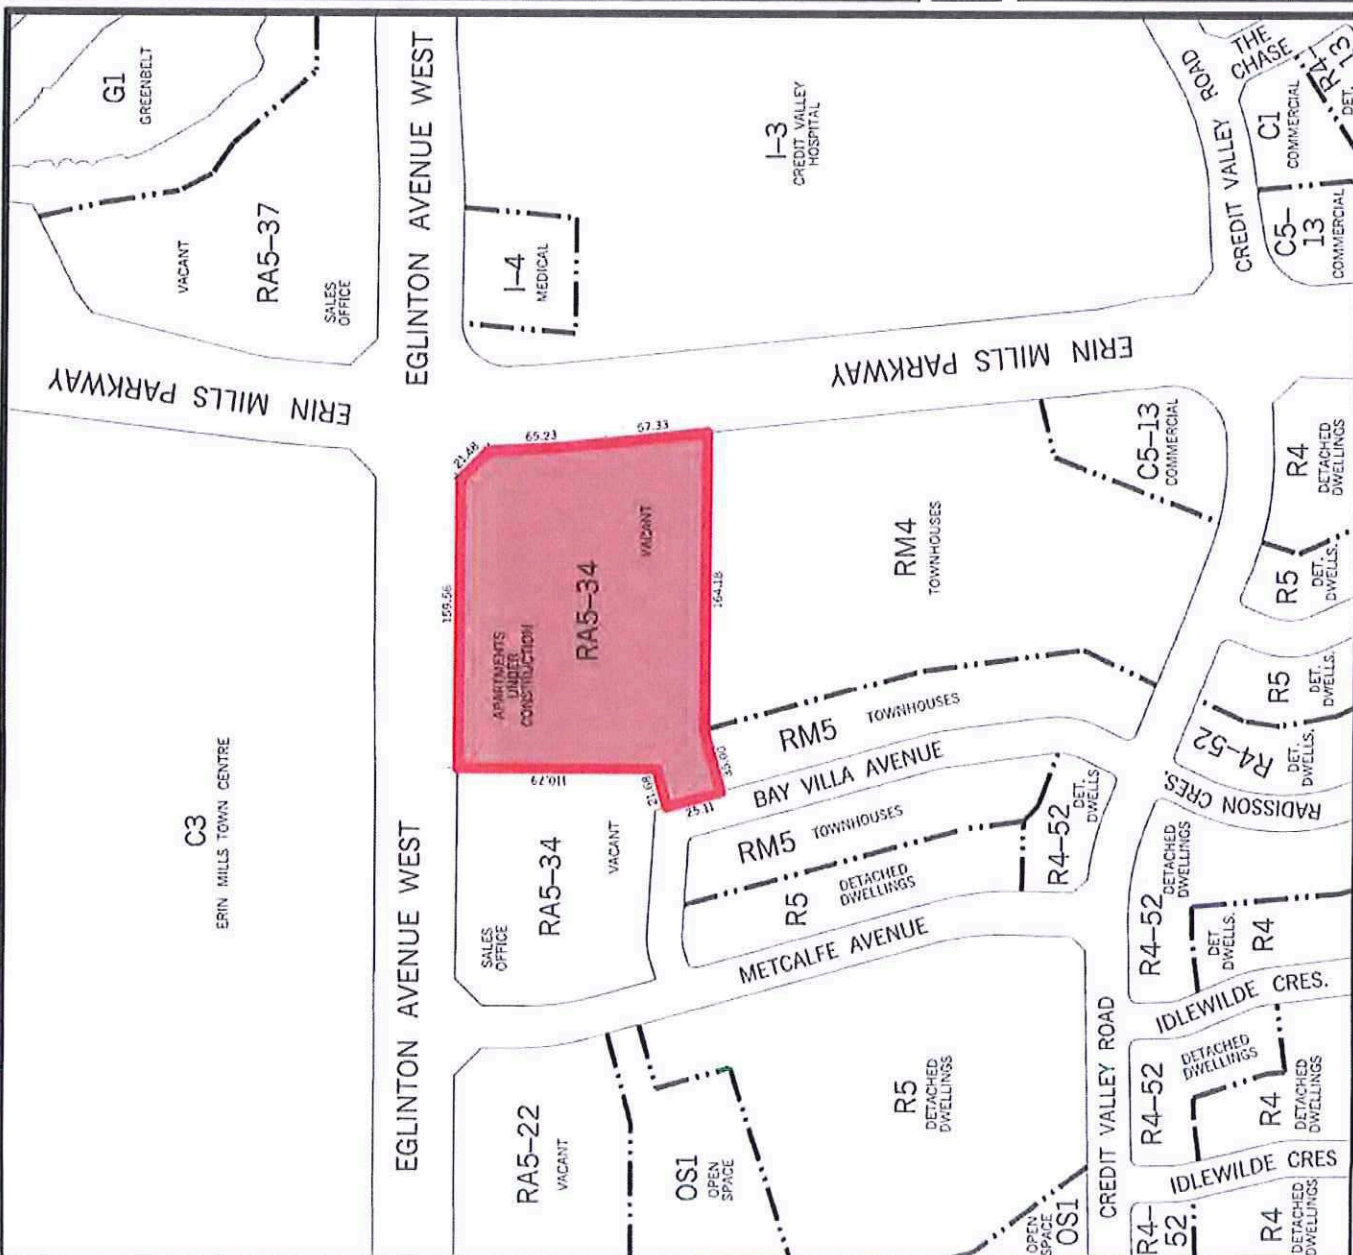 G1
GREENBELT
VACANT
RA5-37
SALES
OFFICE
EGLINTON AVENUE WEST
I-4
MEDICAL
I-3
CREDIT VALLEY
HOSPITAL
CREDIT VALLEY ROAD
THE
CHASE
R4-
13
DET.
C1
COMMERCIAL
C5-
13
COMMERCIAL
ERIN MILLS PARKWAY
ERIN MILLS PARKWAY
21.48
65.23
57.33
159.56
164.18
110.79
21.68
25.11
APARTMENTS
UNDER
CONSTRUCTION
RA5-34
VACANT
RM4
TOWNHOUSES
C5-13
COMMERCIAL
R4
DETACHED
DWELLINGS
R5
DET.
DWELLS.
R5
DET.
DWELLS.
R4-52
DET.
DWELLS.
RADISSON CRES.
RM5 TOWNHOUSES
BAY VILLA AVENUE
RM5 TOWNHOUSES
R4-52
DET.
DWELLS
R5
DETACHED
DWELLINGS
METCALFE AVENUE
C3
ERIN MILLS TOWN CENTRE
EGLINTON AVENUE WEST
SALES
OFFICE
RA5-34
VACANT
RA5-22
VACANT
OS1
OPEN
SPACE
R5
DETACHED
DWELLINGS
OPEN
SPACE
OS1
CREDIT VALLEY ROAD
R4-52
DETACHED
DWELLINGS
DET
DWELLS.
R4
IDLEWILDE CRES.
R4-52
DETACHED
DWELLINGS
R4
DETACHED
DWELLINGS
IDLEWILDE CRES
R4-
52
R4
DETACHED
DWELLINGS